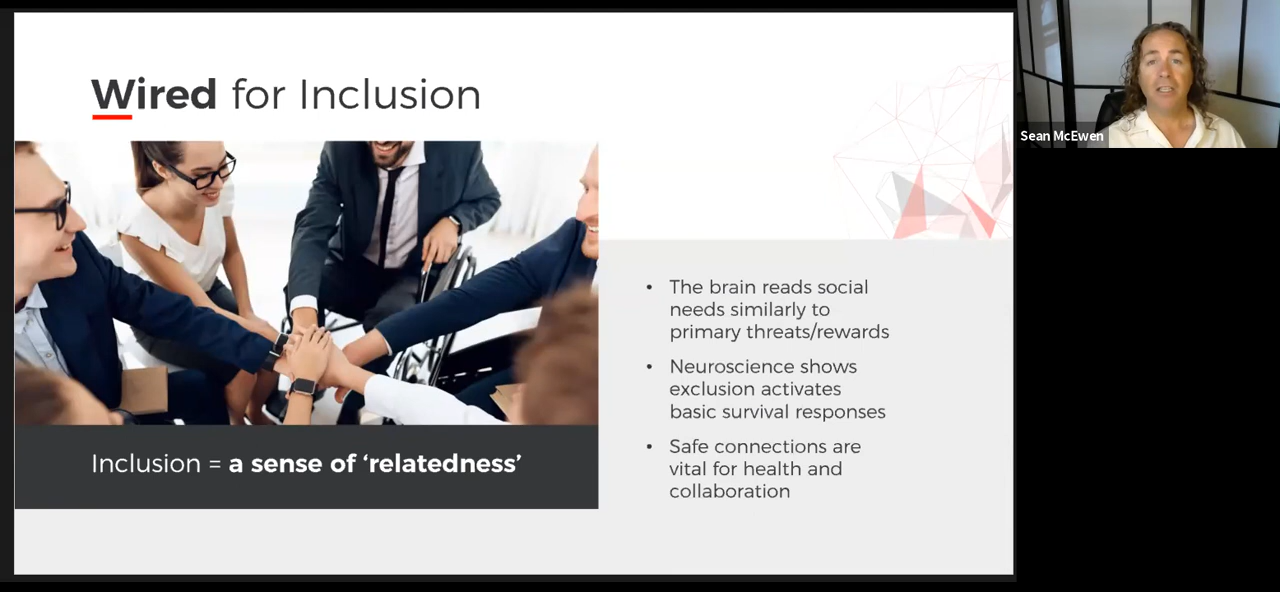 Wired for Inclusion
Sean McEwen
The brain reads social
needs similarly to
primary threats/rewards
Neuroscience shows
exclusion activates
basic survival responses
Safe connections are
vital for health and
collaboration
Inclusion = a sense of ‘relatedness’